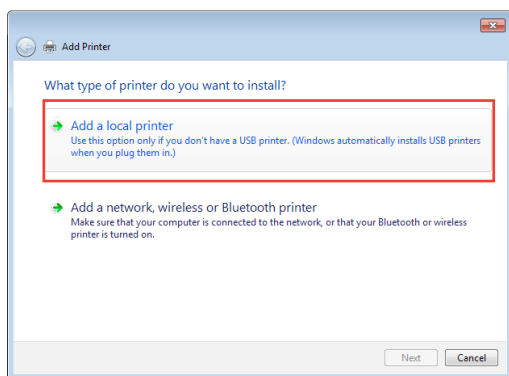 Add Printer
What type of printer do you want to install?
Add a local printer
Use this option only if you don't have a USB printer. (Windows automatically installs USB printers
when you plug them in.)
Add a network, wireless or Bluetooth printer
Make sure that your computer is connected to the network, or that your Bluetooth or wireless
printer is turned on.
Next
Cancel